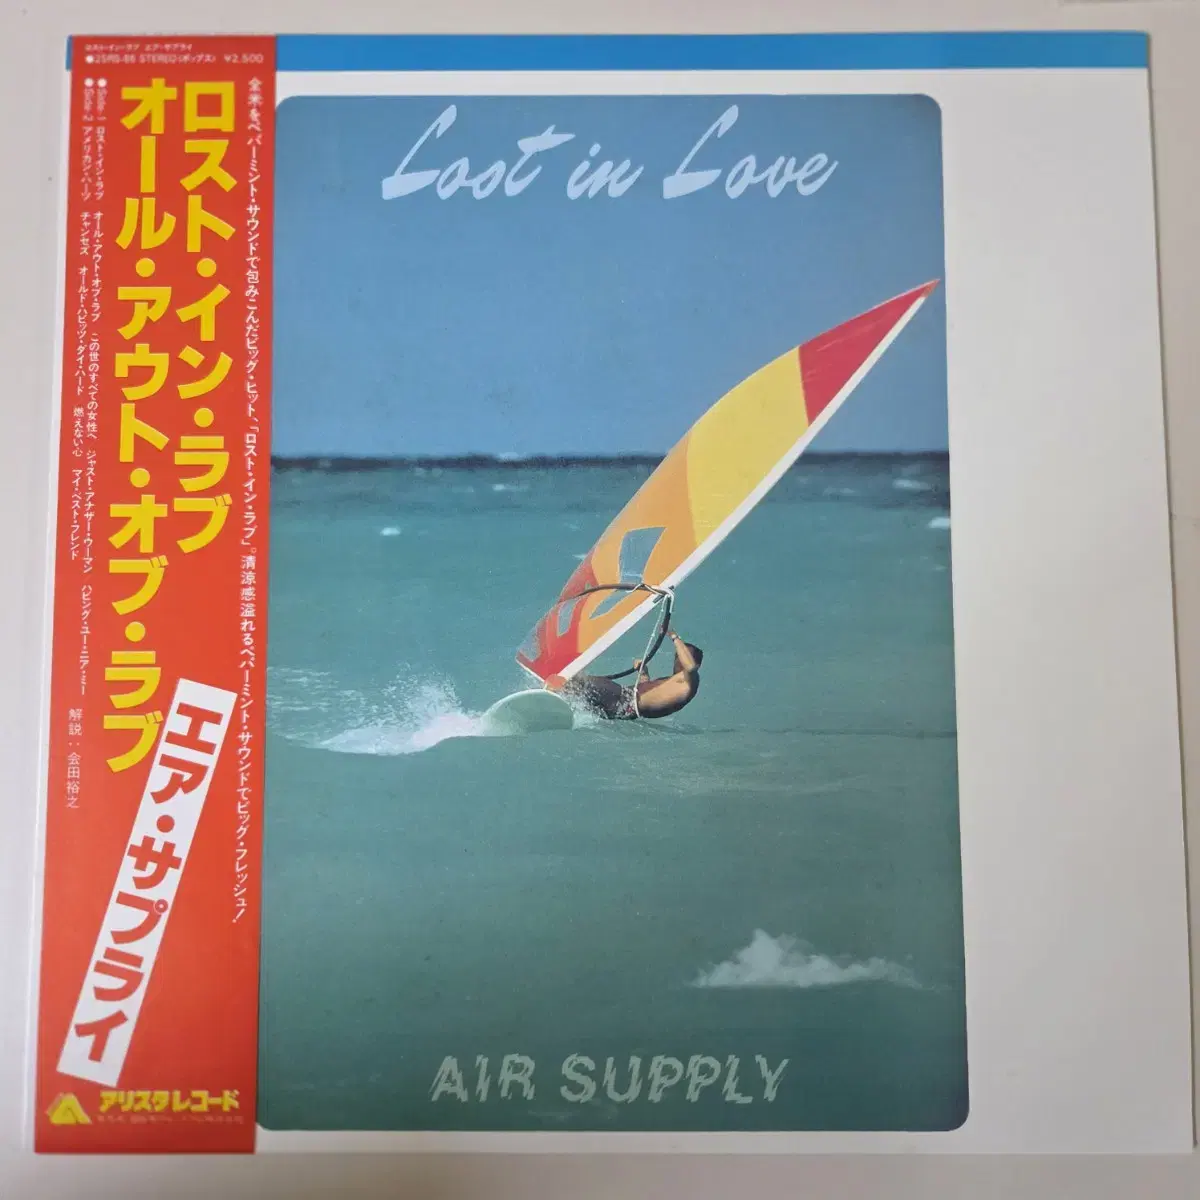 ロスト・イン・ラブ エア・サプライ
●25RS-86 STEREO〈ポップス〉 ¥2,500
全米をペパーミント・サウンドで包みこんだビッグ・ヒット、「ロスト・イン・ラブ」。清涼感溢れるペパーミント・サウンドでビッグ・フレッシュ!
ロスト・イン・ラブ
オール・アウト・オブ・ラブ
●Side-1 ロスト・イン・ラブ オール・アウト・オブ・ラブ この世のすべての女性へ ジャスト・アナザー・ウーマン ハビング・ユー・ニア・ミー
●Side-2 アメリカン・ハーツ チャンセズ オールド・ハビッツ・ダイ・ハード 燃えない心 マイ・ベスト・フレンド
解説:会田裕之
エア・サプライ
アリスタレコード
Lost in Love
AIR SUPPLY